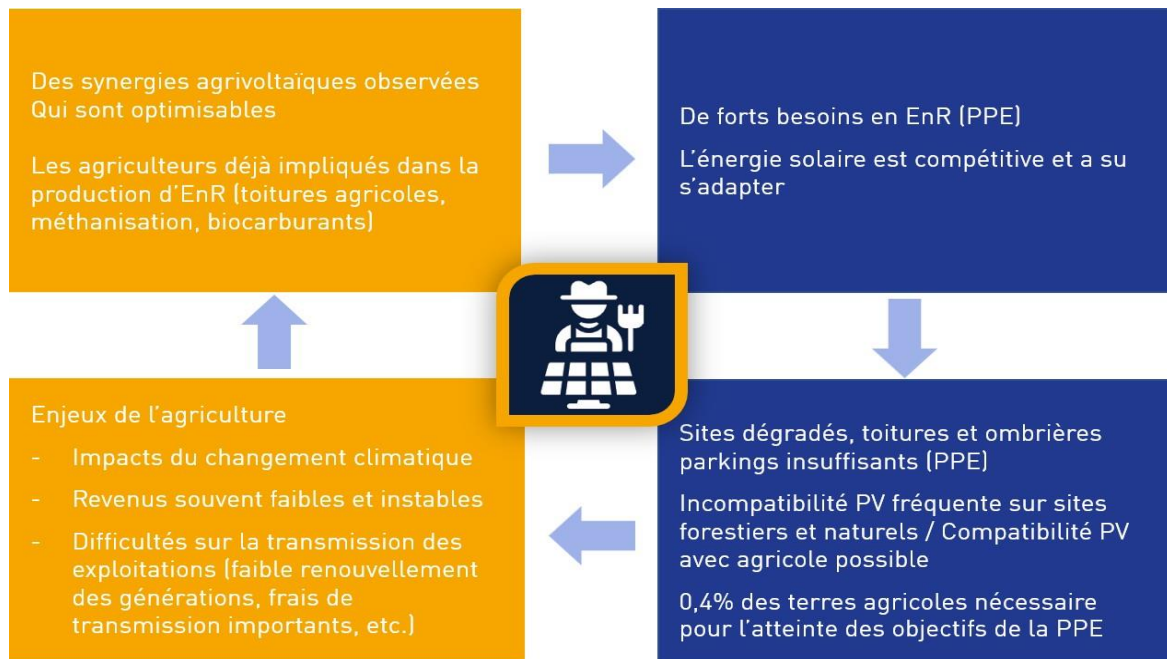 Des synergies agrivoltaïques observées
Qui sont optimisables
Les agriculteurs déjà impliqués dans la
production d'EnR (toitures agricoles,
méthanisation, biocarburants)
De forts besoins en EnR (PPE)
L'énergie solaire est compétitive et a su
s'adapter
Enjeux de l'agriculture
- Impacts du changement climatique
- Revenus souvent faibles et instables
- Difficultés sur la transmission des
exploitations (faible renouvellement
des générations, frais de
transmission importants, etc.)
Sites dégradés, toitures et ombrières
parkings insuffisants (PPE)
Incompatibilité PV fréquente sur sites
forestiers et naturels / Compatibilité PV
avec agricole possible
0,4% des terres agricoles nécessaire
pour l'atteinte des objectifs de la PPE